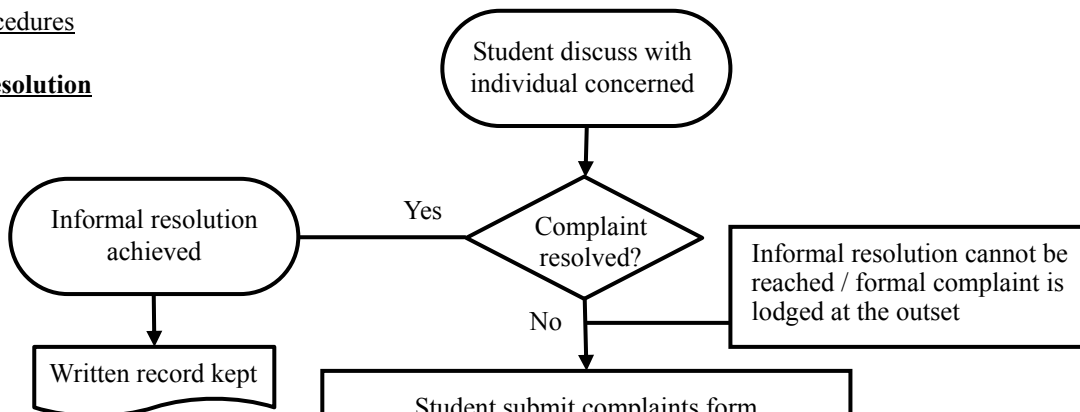 cedures
esolution
Student discuss with
individual concerned
Yes
Informal resolution
achieved
Complaint
resolved?
Informal resolution cannot be
reached / formal complaint is
lodged at the outset
No
Written record kept
Student submit complaints form